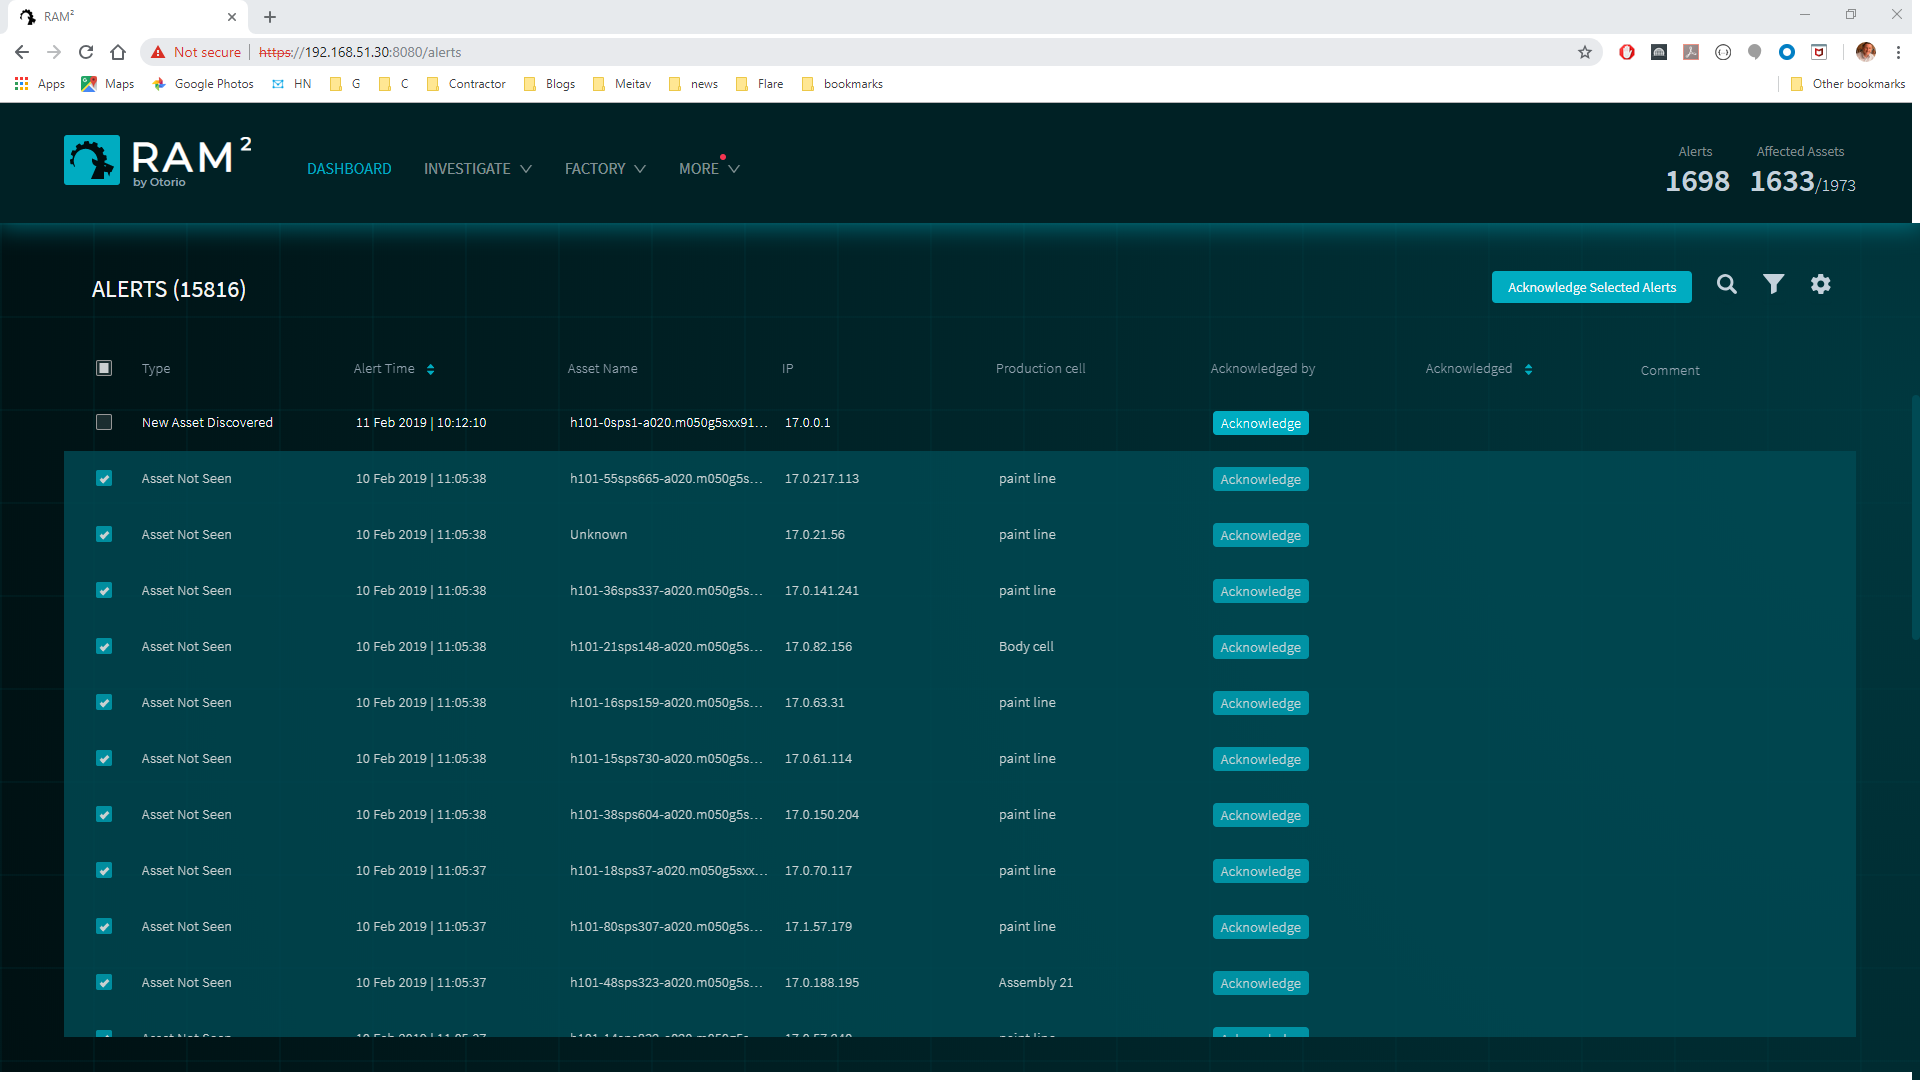 RAM²
Not secure https://192.168.51.30:8080/alerts
Apps Maps Google Photos HN G C Contractor Blogs Meitav news Flare bookmarks Other bookmarks
RAM²
by Otorio
DASHBOARD INVESTIGATE FACTORY MORE
Alerts Affected Assets
1698 1633/1973
ALERTS (15816)
Acknowledge Selected Alerts
Type Alert Time Asset Name IP Production cell Acknowledged by Acknowledged Comment
New Asset Discovered 11 Feb 2019 | 10:12:10 h101-0sps1-a020.m050g5sxx91... 17.0.0.1 Acknowledge
Asset Not Seen 10 Feb 2019 | 11:05:38 h101-55sps665-a020.m050g5s... 17.0.217.113 paint line Acknowledge
Asset Not Seen 10 Feb 2019 | 11:05:38 Unknown 17.0.21.56 paint line Acknowledge
Asset Not Seen 10 Feb 2019 | 11:05:38 h101-36sps337-a020.m050g5s... 17.0.141.241 paint line Acknowledge
Asset Not Seen 10 Feb 2019 | 11:05:38 h101-21sps148-a020.m050g5s... 17.0.82.156 Body cell Acknowledge
Asset Not Seen 10 Feb 2019 | 11:05:38 h101-16sps159-a020.m050g5s... 17.0.63.31 paint line Acknowledge
Asset Not Seen 10 Feb 2019 | 11:05:38 h101-15sps730-a020.m050g5s... 17.0.61.114 paint line Acknowledge
Asset Not Seen 10 Feb 2019 | 11:05:38 h101-38sps604-a020.m050g5s... 17.0.150.204 paint line Acknowledge
Asset Not Seen 10 Feb 2019 | 11:05:37 h101-18sps37-a020.m050g5sxx... 17.0.70.117 paint line Acknowledge
Asset Not Seen 10 Feb 2019 | 11:05:37 h101-80sps307-a020.m050g5s... 17.1.57.179 paint line Acknowledge
Asset Not Seen 10 Feb 2019 | 11:05:37 h101-48sps323-a020.m050g5s... 17.0.188.195 Assembly 21 Acknowledge